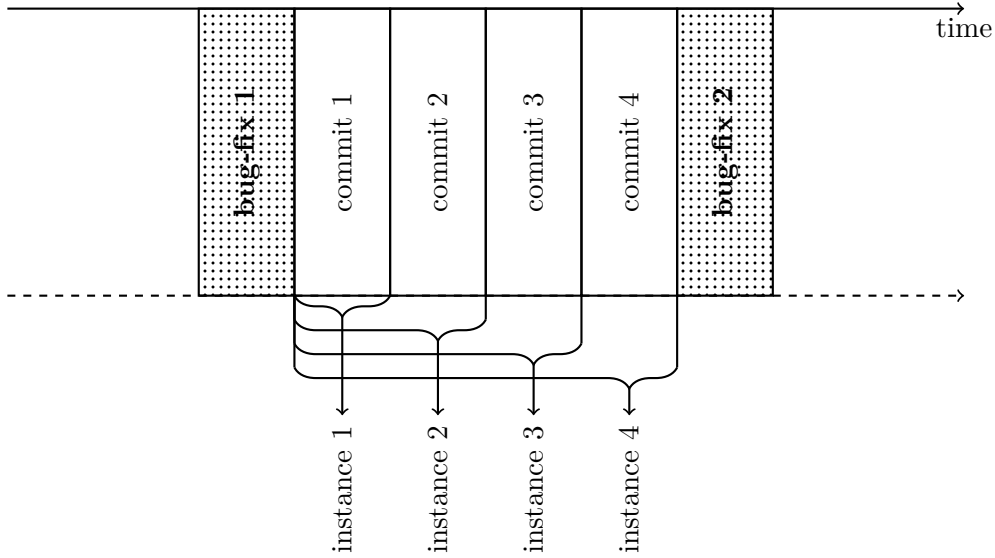 time
bug-fix 1
commit 1
commit 2
commit 3
commit 4
bug-fix 2
instance 1
instance 2
instance 3
instance 4